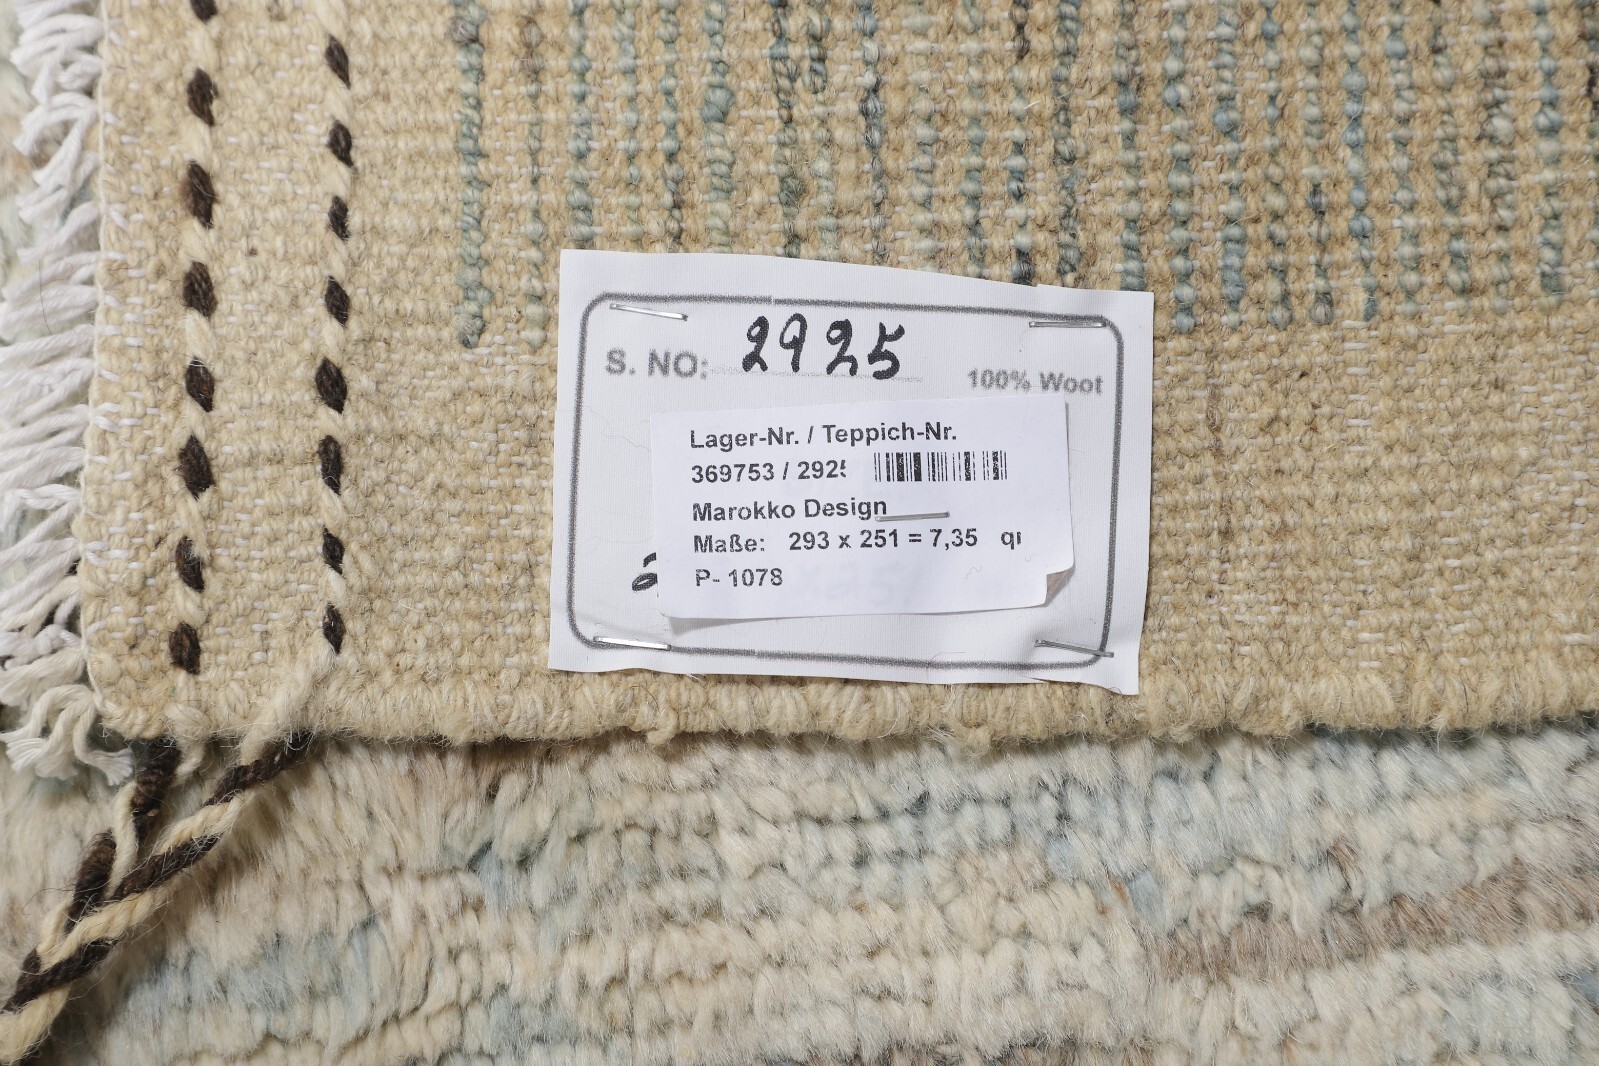 S. NO: 2925
100% Woot
Lager-Nr. / Teppich-Nr.
369753 / 2925
Marokko Design
Maße: 293 x 251 = 7,35
P- 1078